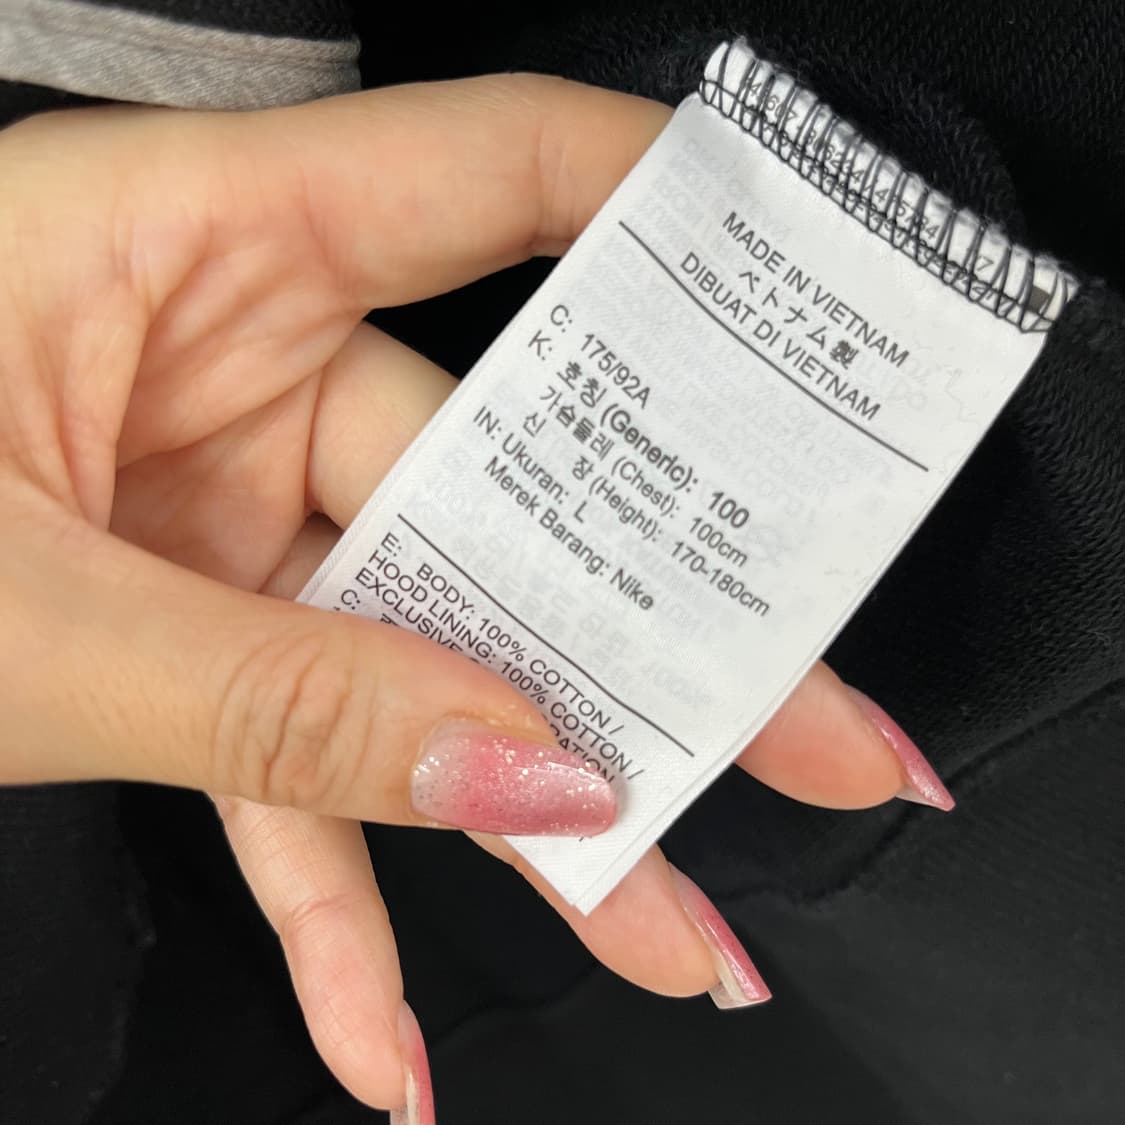 MADE IN VIETNAM
ベトナム製
DIBUAT DI VIETNAM
C: 175/92A
K: 호칭 (Generic): 100
가슴둘레 (Chest): 100cm
신 장 (Height): 170-180cm
IN: Ukuran: L
Merek Barang: Nike
E: BODY: 100% COTTON /
HOOD LINING: 100% COTTON /
EXCLUSIVE
C: